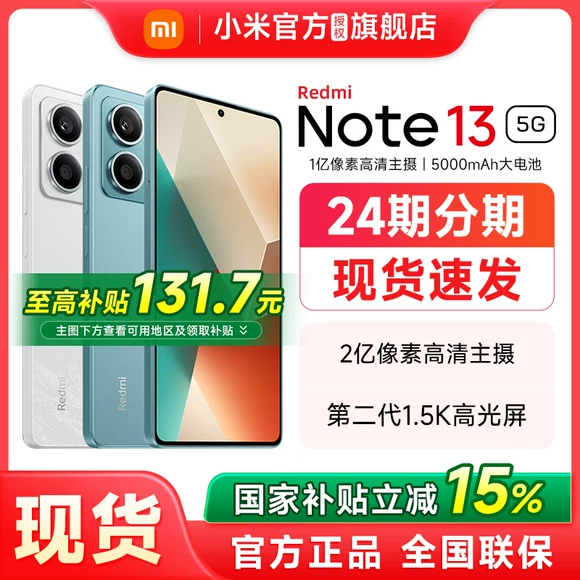 小米官方授权旗舰店
Redmi
Note 13 5G
1亿像素高清主摄 | 5000mAh大电池
24期分期
现货速发
至高补贴131.7元
主图下方查看可用地区及领取补贴
2亿像素高清主摄
第二代1.5K高光屏
Redmi
Redmi
国家补贴立减15%
现货
官方正品 全国联保